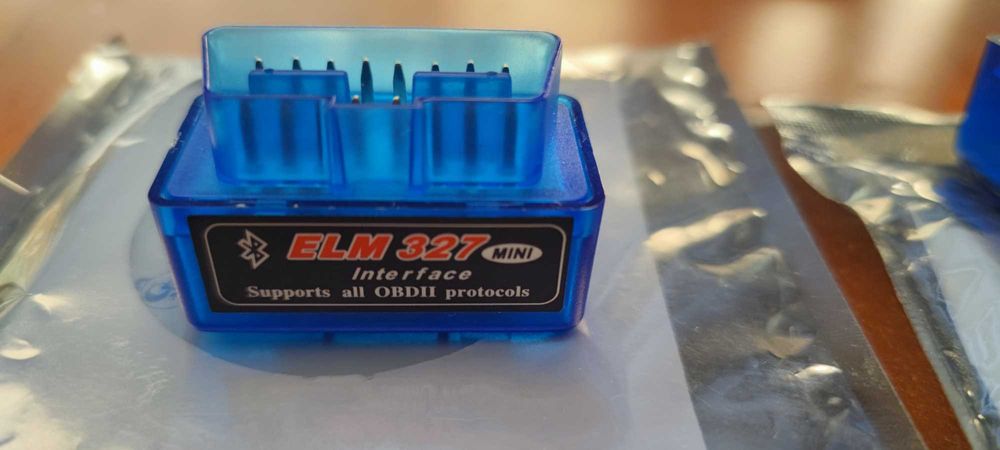 ELM 327 MINI
Interface
Supports all OBDII protocols